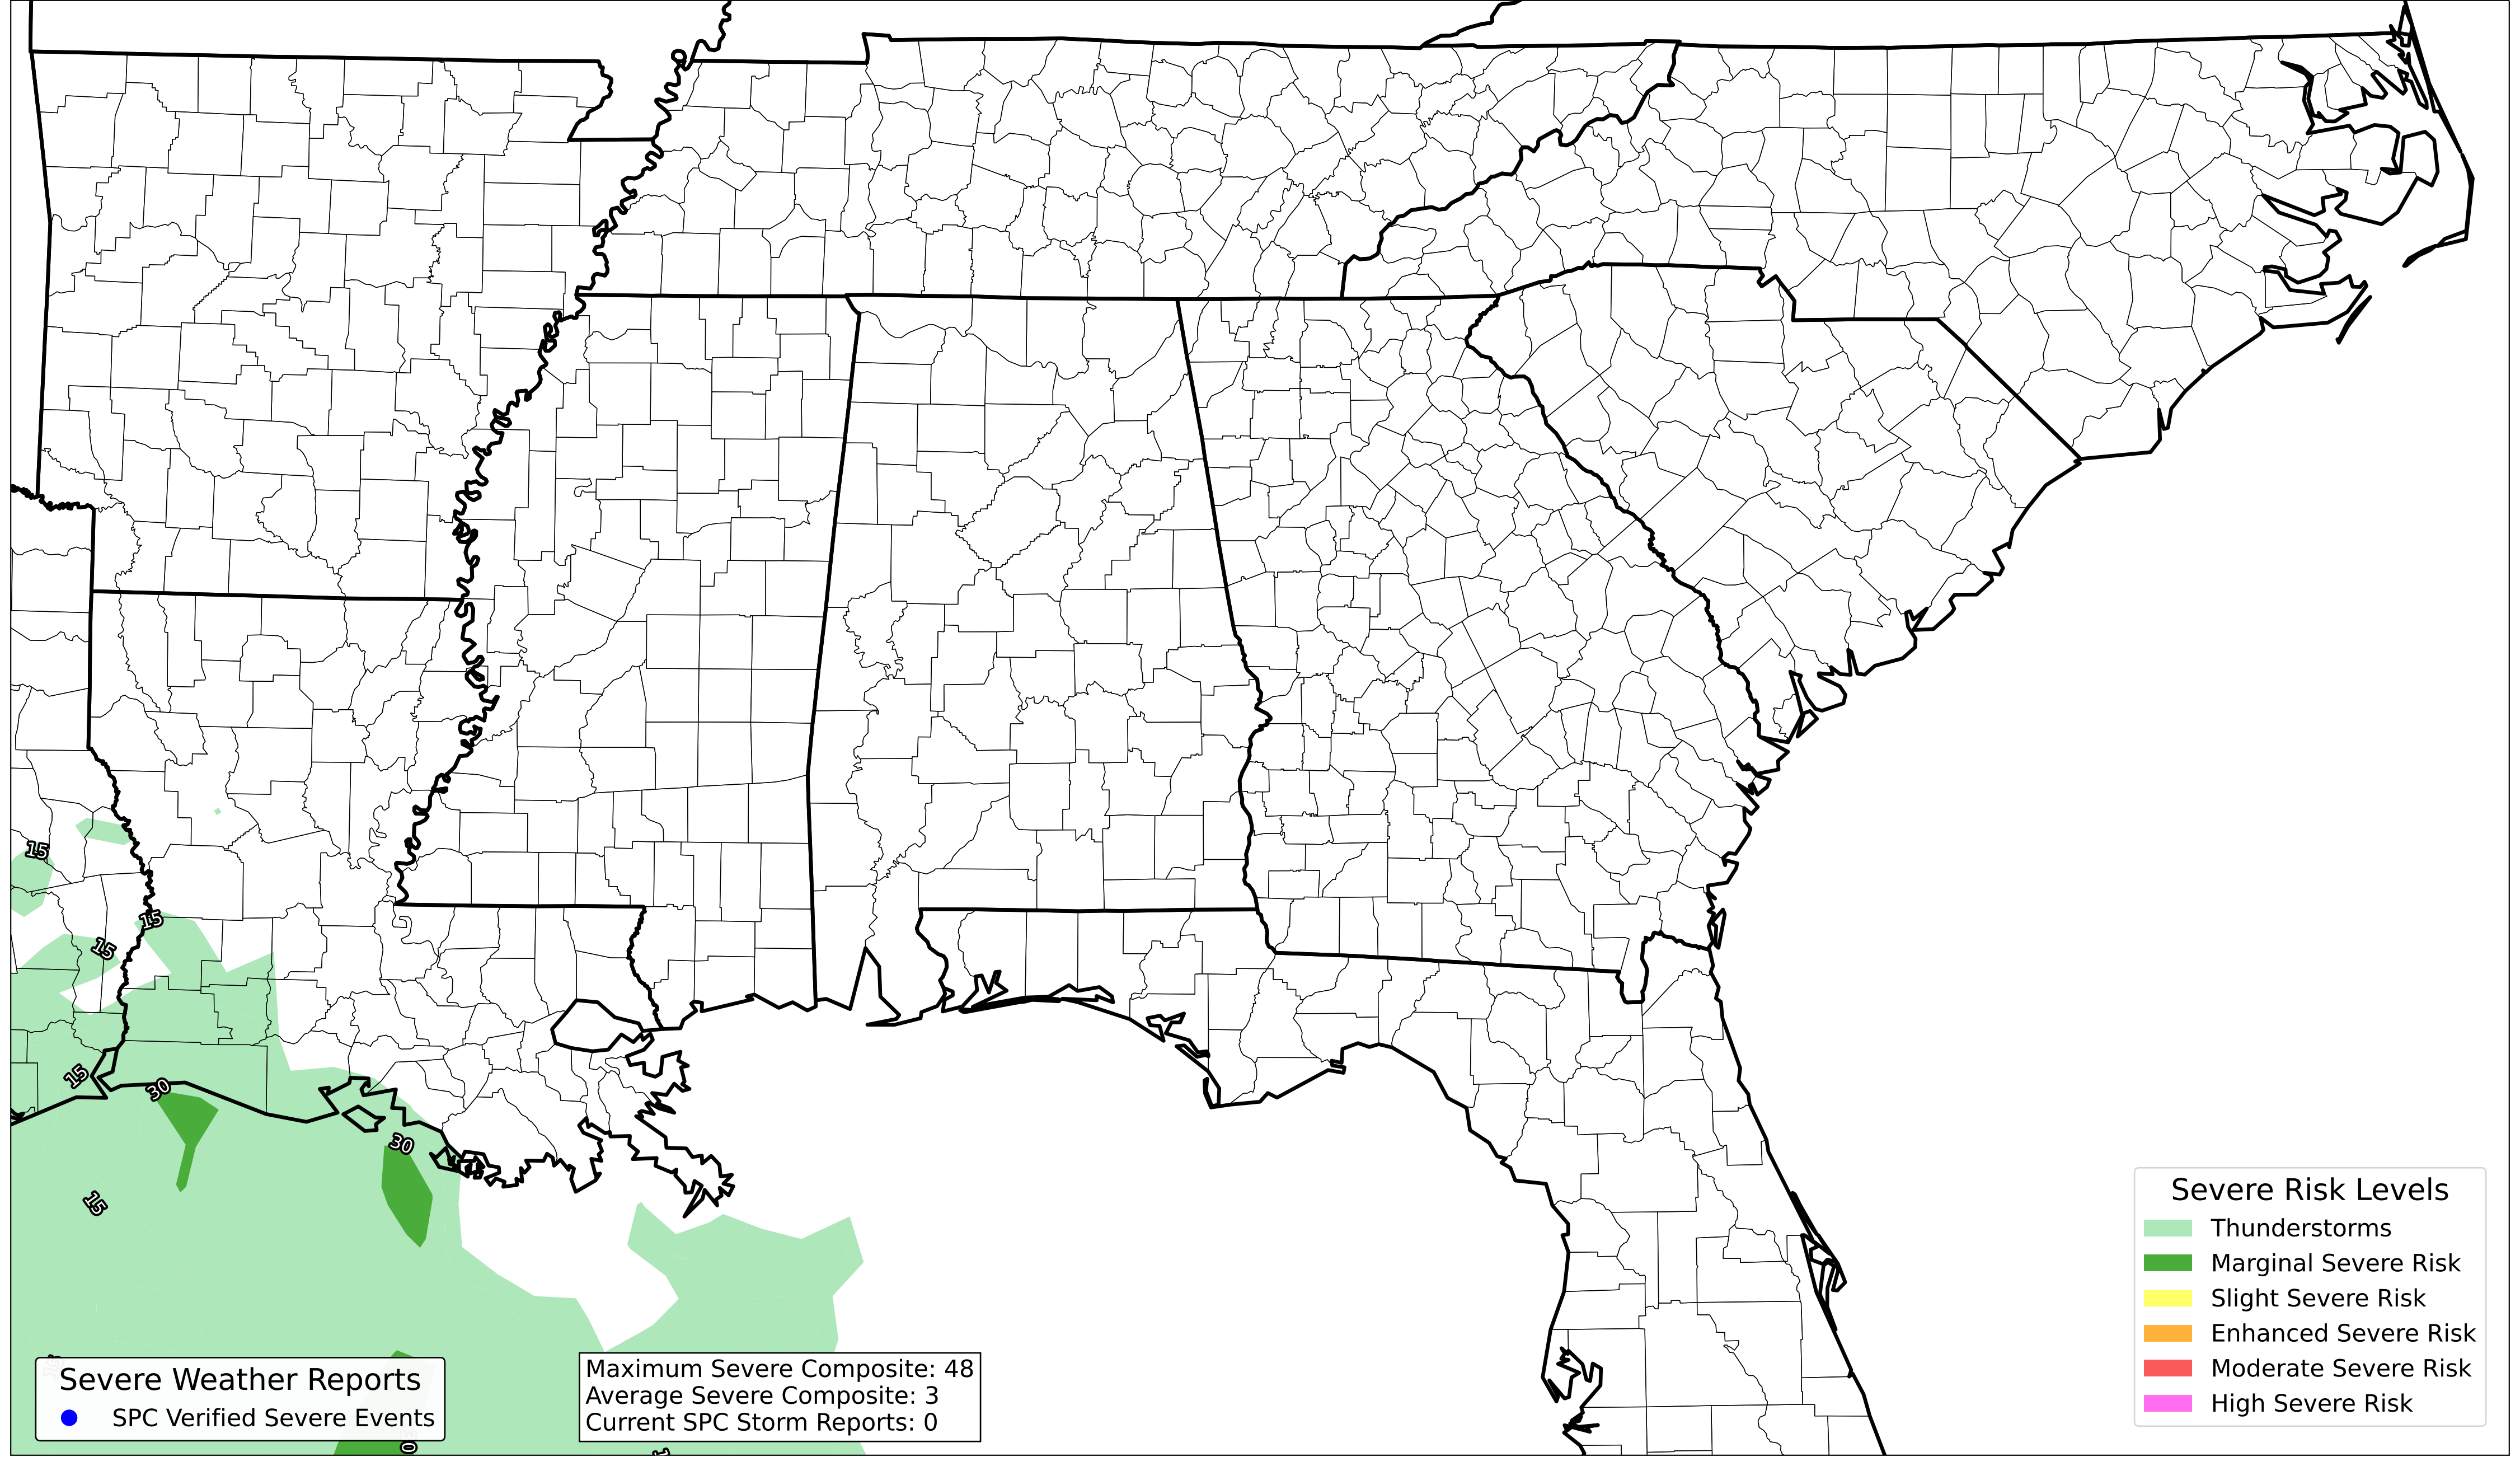 15
15
15
15
30
30
15
Severe Risk Levels
Thunderstorms
Marginal Severe Risk
Slight Severe Risk
Enhanced Severe Risk
Moderate Severe Risk
High Severe Risk
Severe Weather Reports
SPC Verified Severe Events
Maximum Severe Composite: 48
Average Severe Composite: 3
Current SPC Storm Reports: 0